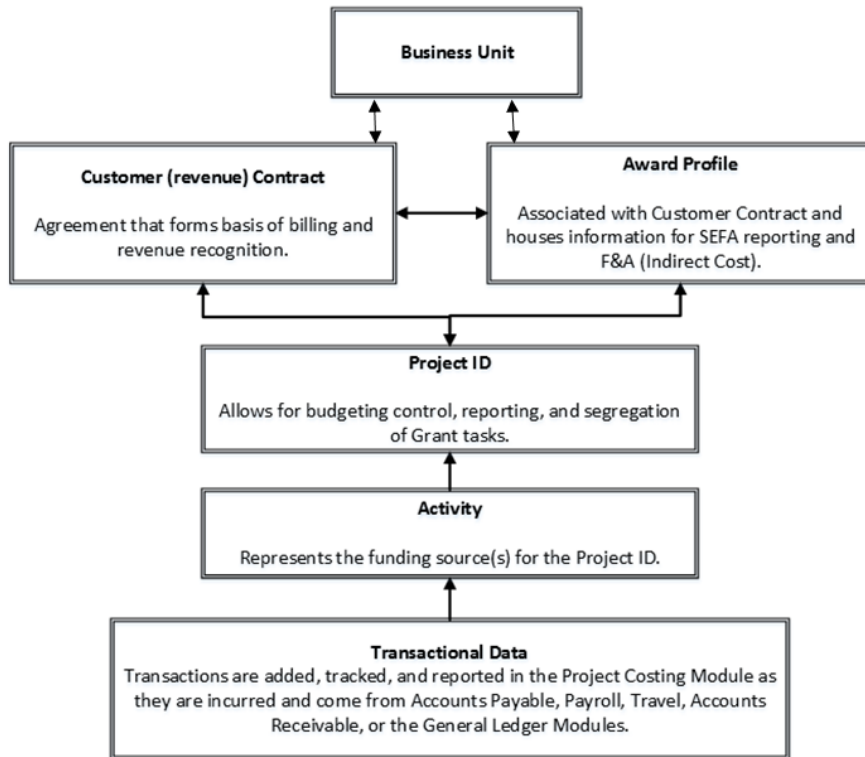 Business Unit
Customer (revenue) Contract
Agreement that forms basis of billing and
revenue recognition.
Award Profile
Associated with Customer Contract and
houses information for SEFA reporting and
F&A (Indirect Cost).
Project ID
Allows for budgeting control, reporting, and segregation
of Grant tasks.
Activity
Represents the funding source(s) for the Project ID.
Transactional Data
Transactions are added, tracked, and reported in the Project Costing Module as
they are incurred and come from Accounts Payable, Payroll, Travel, Accounts
Receivable, or the General Ledger Modules.